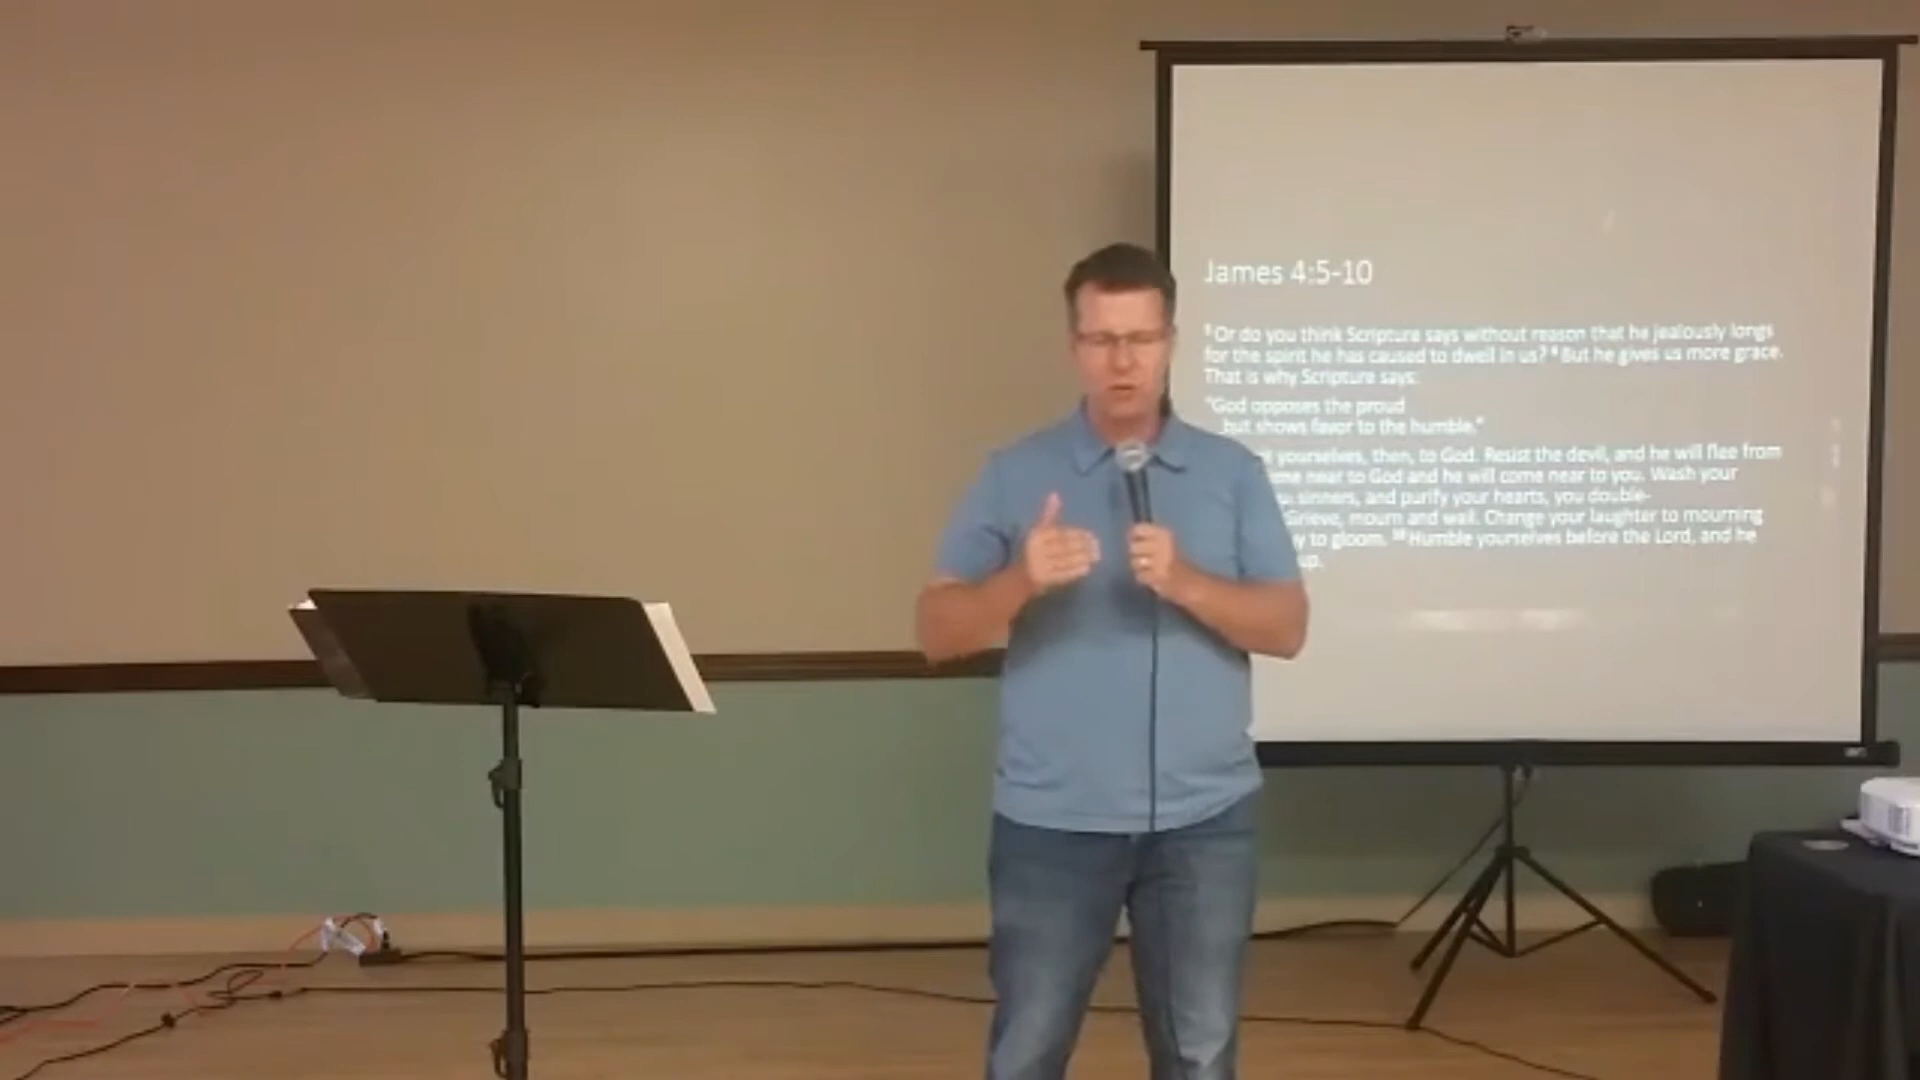 James 4:5-10
5 Or do you think Scripture says without reason that he jealously longs
for the spirit he has caused to dwell in us? 6 But he gives us more grace.
That is why Scripture says:
"God opposes the proud
but shows favor to the humble."
yourselves, then, to God. Resist the devil, and he will flee from
near to God and he will come near to you. Wash your
sinners, and purify your hearts, you double-
Grieve, mourn and wail. Change your laughter to mourning
to gloom. 10 Humble yourselves before the Lord, and he
up.